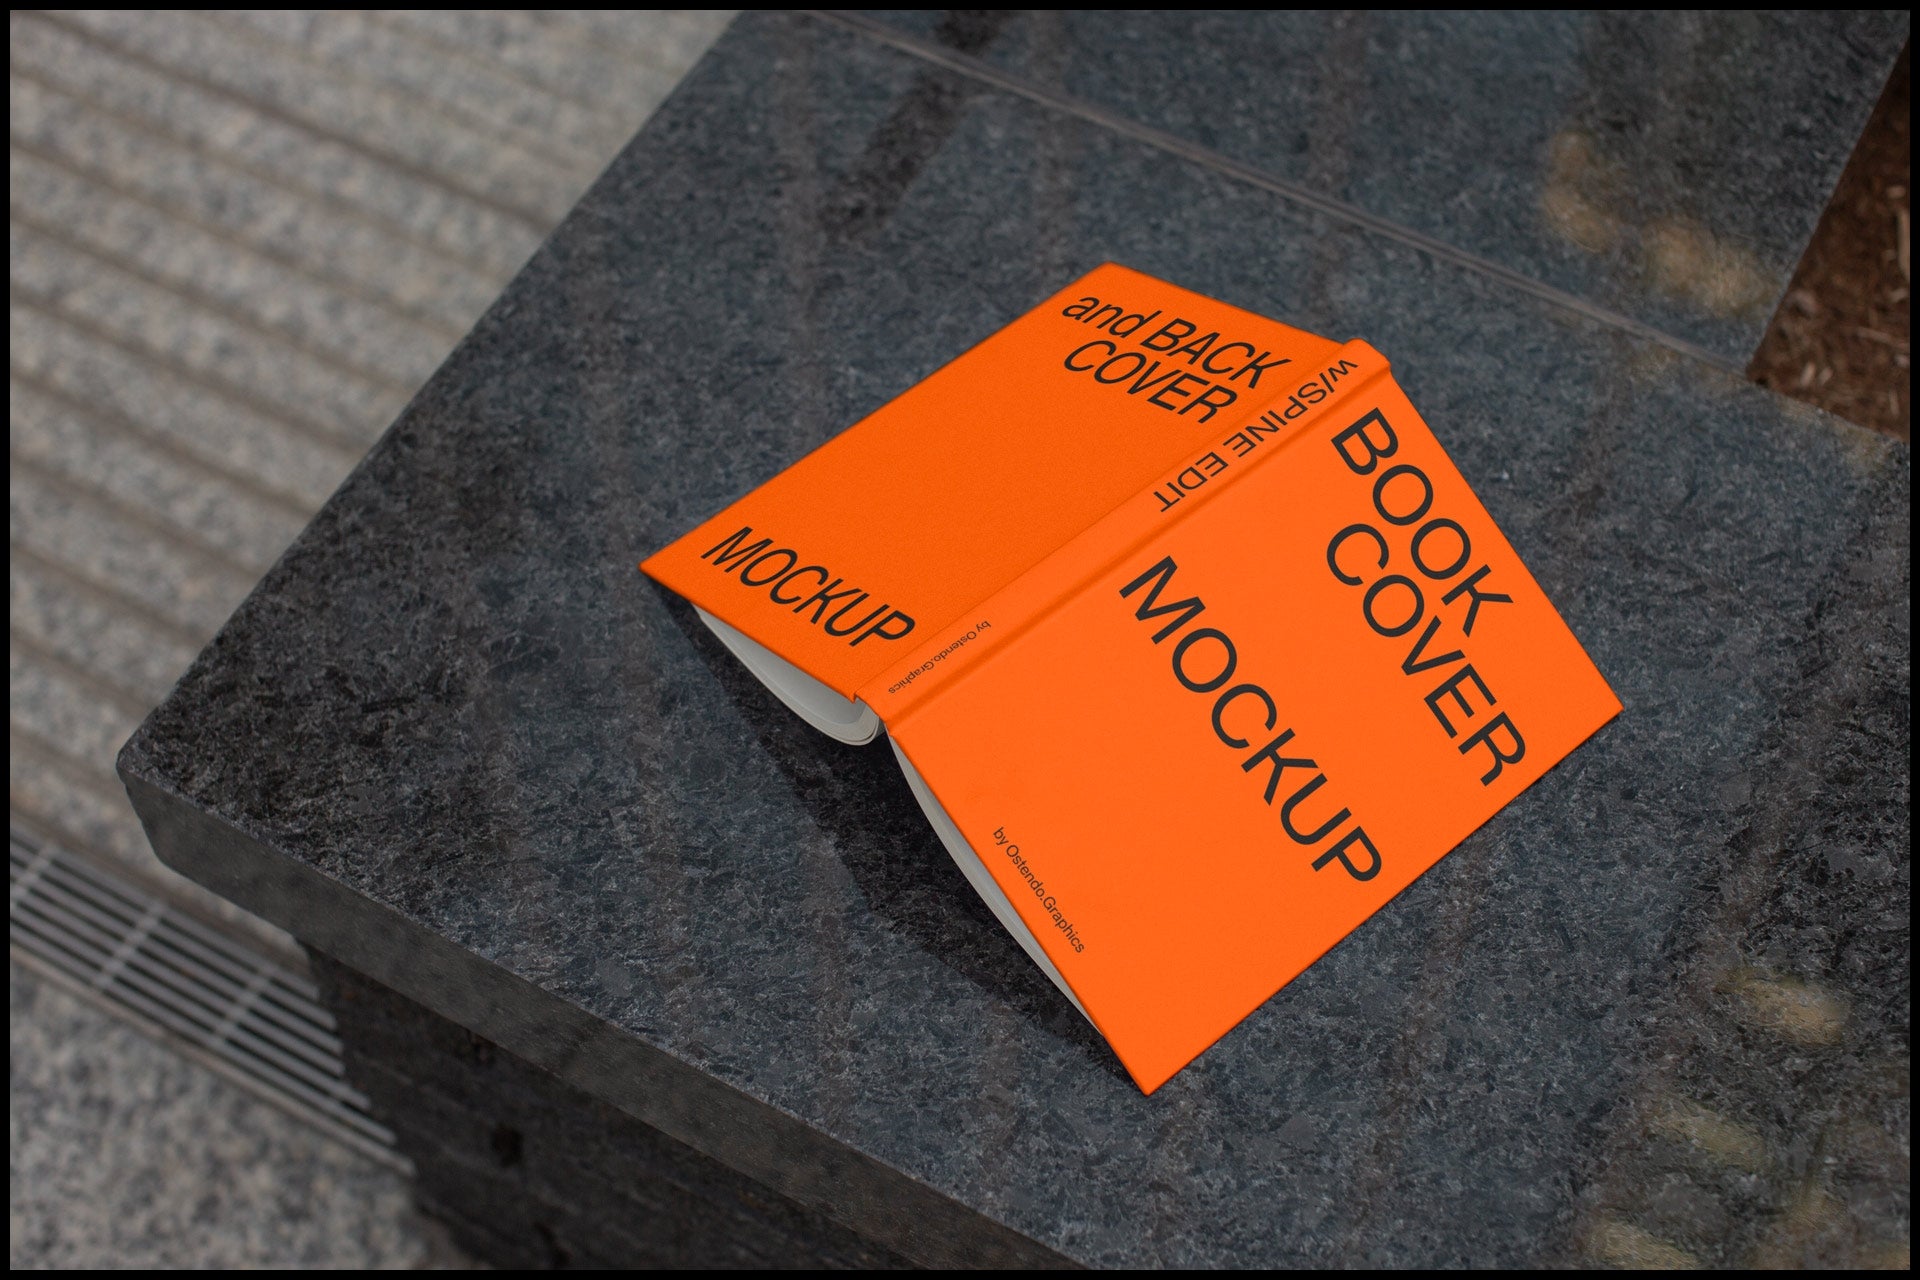 and BACK
COVER
MOCKUP
w/SPINE EDIT
by Ostendo.Graphics
BOOK
COVER
MOCKUP
by Ostendo.Graphics